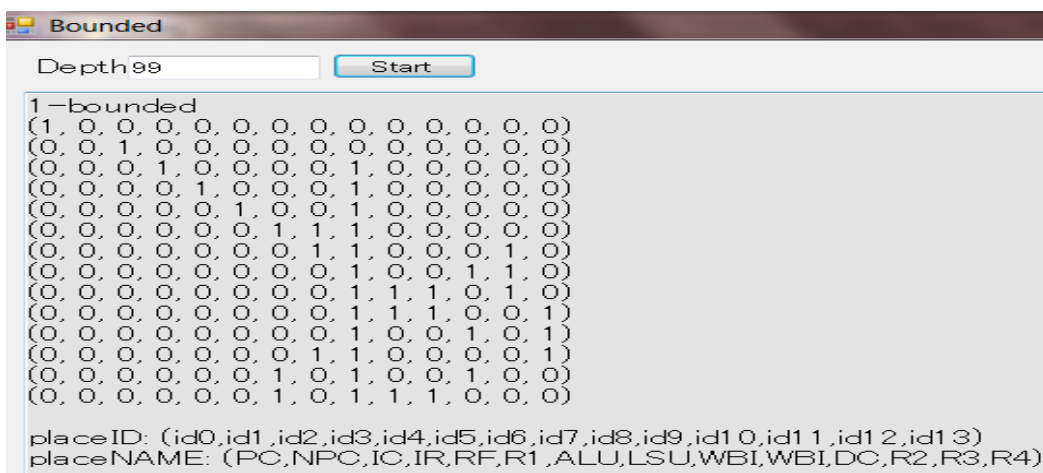 Bounded
Depth 99 Start
1-bounded
(1, 0, 0, 0, 0, 0, 0, 0, 0, 0, 0, 0, 0, 0)
(0, 0, 1, 0, 0, 0, 0, 0, 0, 0, 0, 0, 0, 0)
(0, 0, 0, 1, 0, 0, 0, 0, 1, 0, 0, 0, 0, 0)
(0, 0, 0, 0, 1, 0, 0, 0, 1, 0, 0, 0, 0, 0)
(0, 0, 0, 0, 0, 1, 0, 0, 1, 0, 0, 0, 0, 0)
(0, 0, 0, 0, 0, 0, 1, 1, 1, 0, 0, 0, 0, 0)
(0, 0, 0, 0, 0, 0, 0, 1, 1, 0, 0, 0, 1, 0)
(0, 0, 0, 0, 0, 0, 0, 0, 1, 0, 0, 1, 1, 0)
(0, 0, 0, 0, 0, 0, 0, 0, 1, 1, 1, 0, 1, 0)
(0, 0, 0, 0, 0, 0, 0, 0, 1, 1, 1, 0, 0, 1)
(0, 0, 0, 0, 0, 0, 0, 0, 1, 0, 0, 1, 0, 1)
(0, 0, 0, 0, 0, 0, 0, 1, 1, 0, 0, 0, 0, 1)
(0, 0, 0, 0, 0, 0, 1, 0, 1, 0, 0, 1, 0, 0)
(0, 0, 0, 0, 0, 0, 1, 0, 1, 1, 1, 0, 0, 0)
placeID: (id0,id1,id2,id3,id4,id5,id6,id7,id8,id9,id10,id11,id12,id13)
placeNAME: (PC,NPC,IC,IR,RF,R1,ALU,LSU,WBI,WBI,DC,R2,R3,R4)